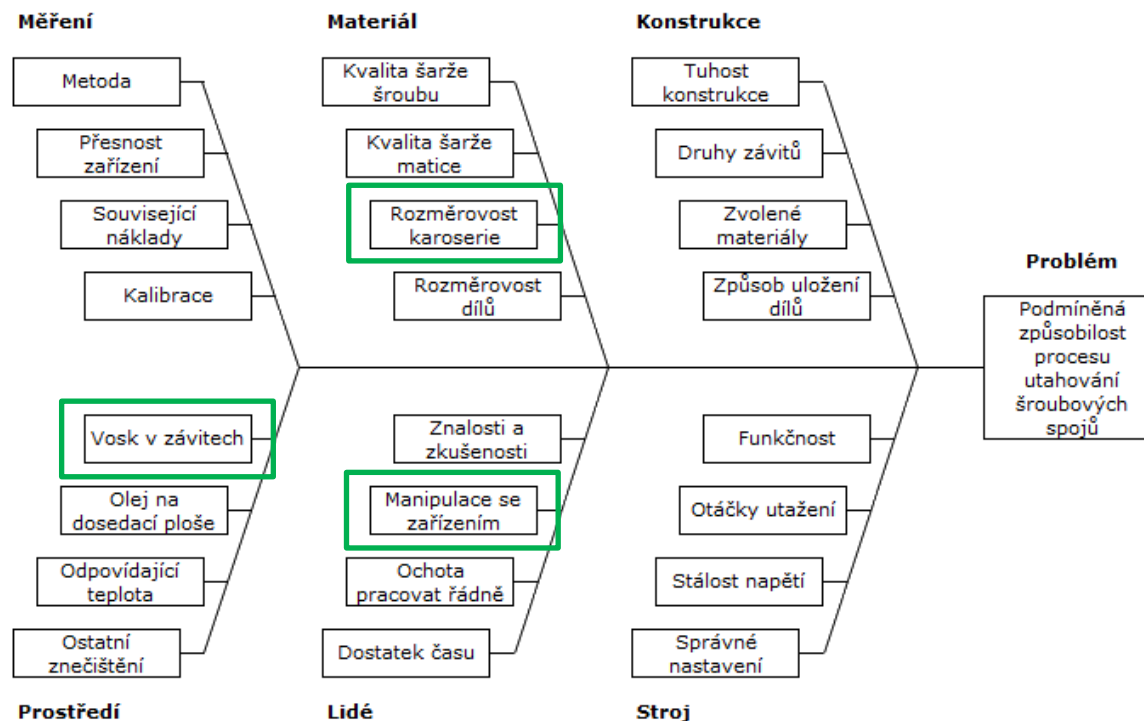 Měření
Metoda
Přesnost
zařízení
Související
náklady
Kalibrace
Materiál
Kvalita šarže
šroubu
Kvalita šarže
matice
Rozměrovost
karoserie
Rozměrovost
dílů
Konstrukce
Tuhost
konstrukce
Druhy závitů
Zvolené
materiály
Způsob uložení
dílů
Problém
Podmíněná
způsobilost
procesu
utahování
šroubových
spojů
Vosk v závitech
Olej na
dosedací ploše
Odpovídající
teplota
Ostatní
znečištění
Prostředí
Znalosti a
zkušenosti
Manipulace se
zařízením
Ochota
pracovat řádně
Dostatek času
Lidé
Funkčnost
Otáčky utažení
Stálost napětí
Správné
nastavení
Stroj